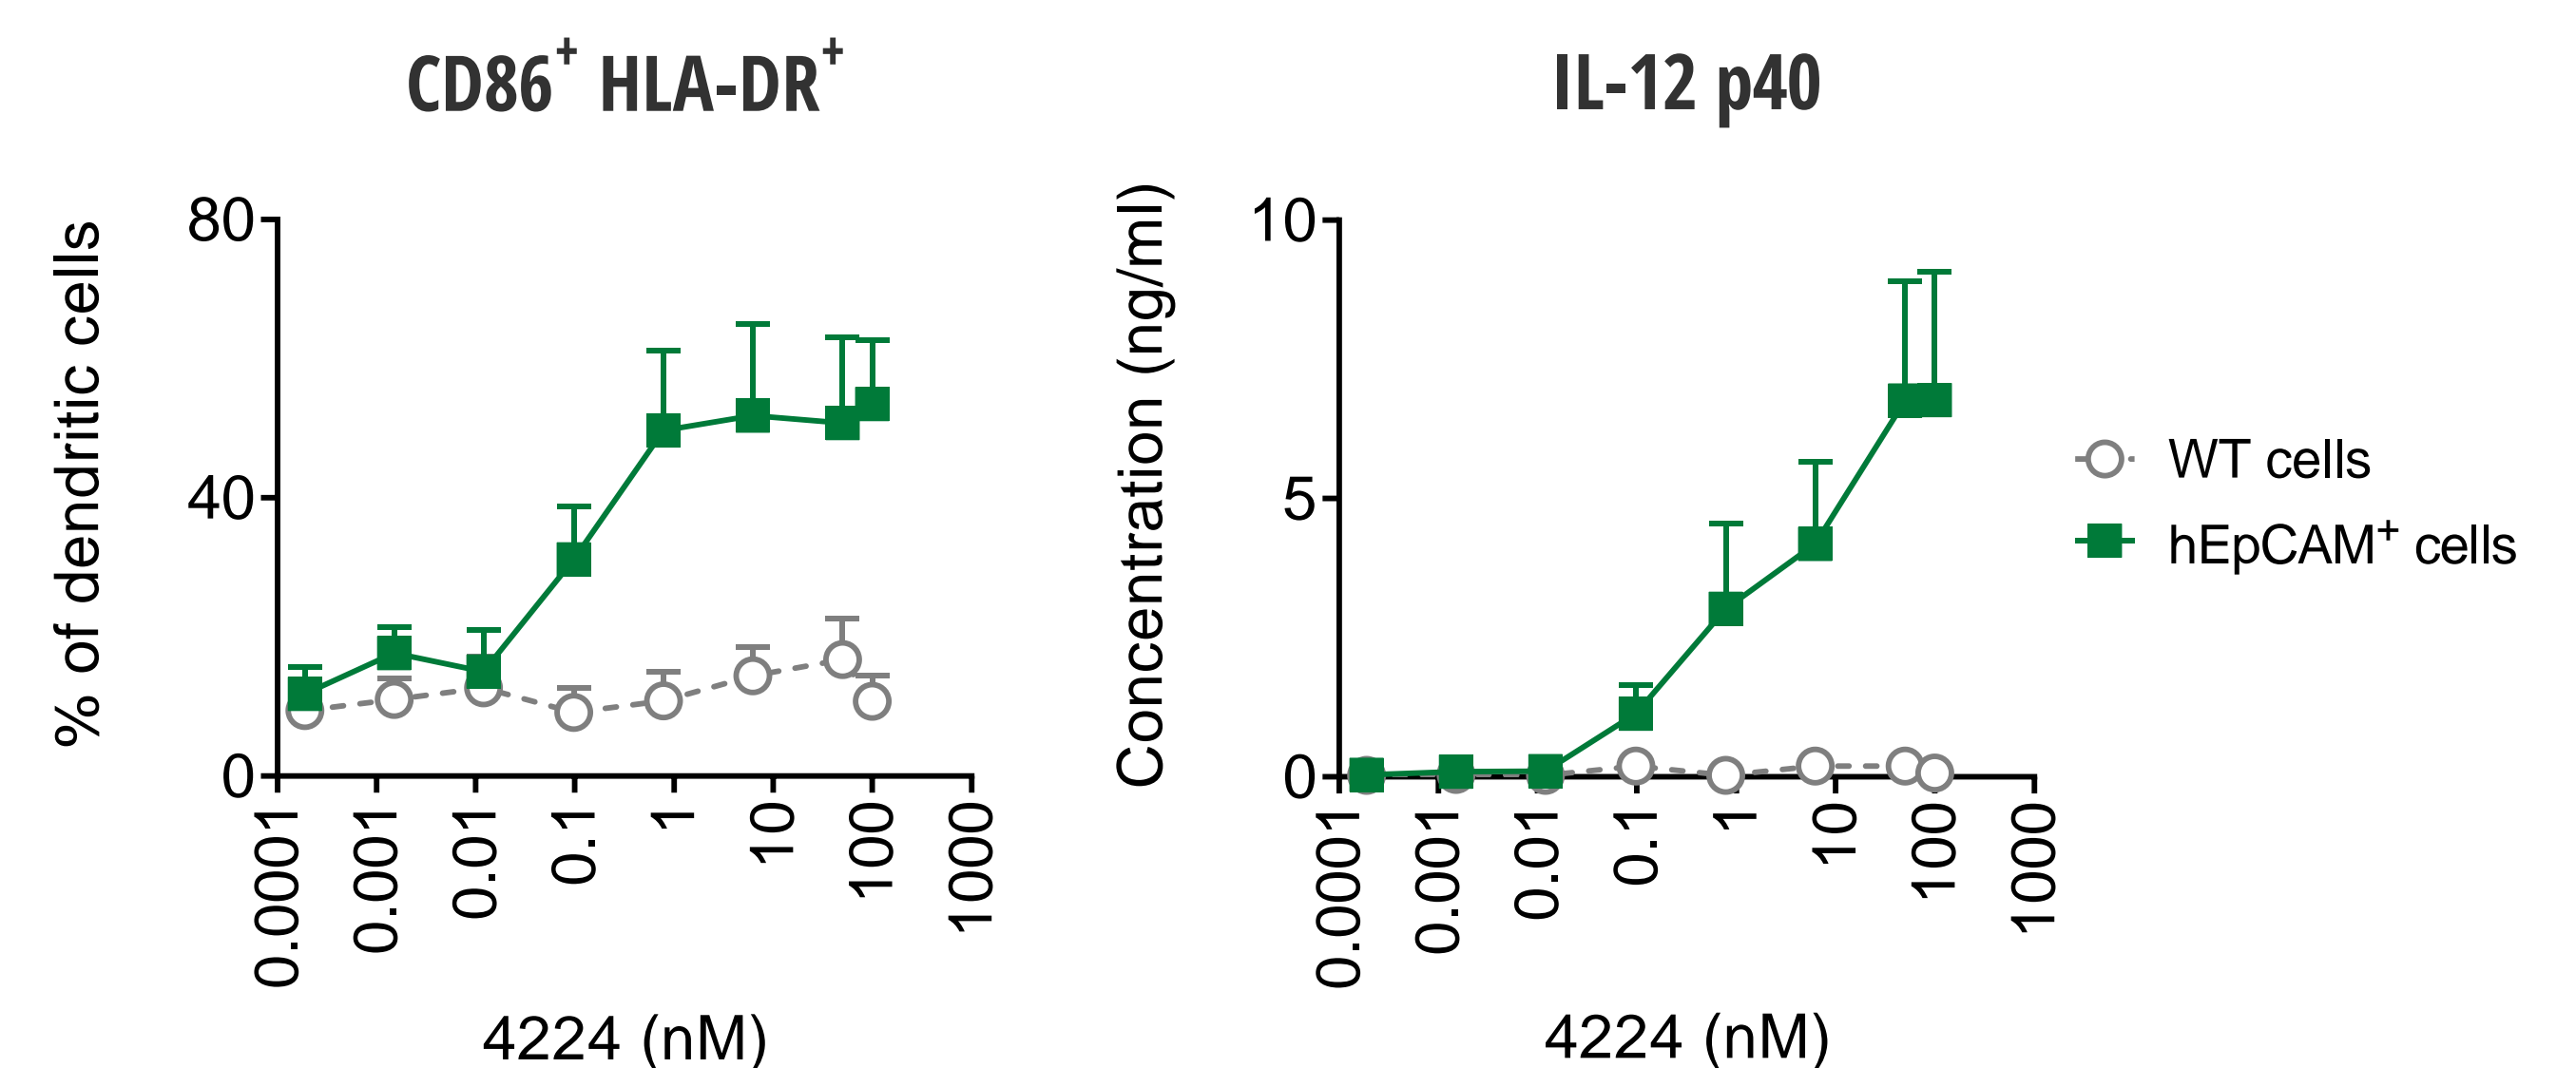 CD86⁺ HLA-DR⁺
% of dendritic cells
80
40
0
0.0001
0.001
0.01
0.1
1
10
100
1000
4224 (nM)
IL-12 p40
Concentration (ng/ml)
10
5
0
0.0001
0.001
0.01
0.1
1
10
100
1000
4224 (nM)
WT cells
hEpCAM⁺ cells